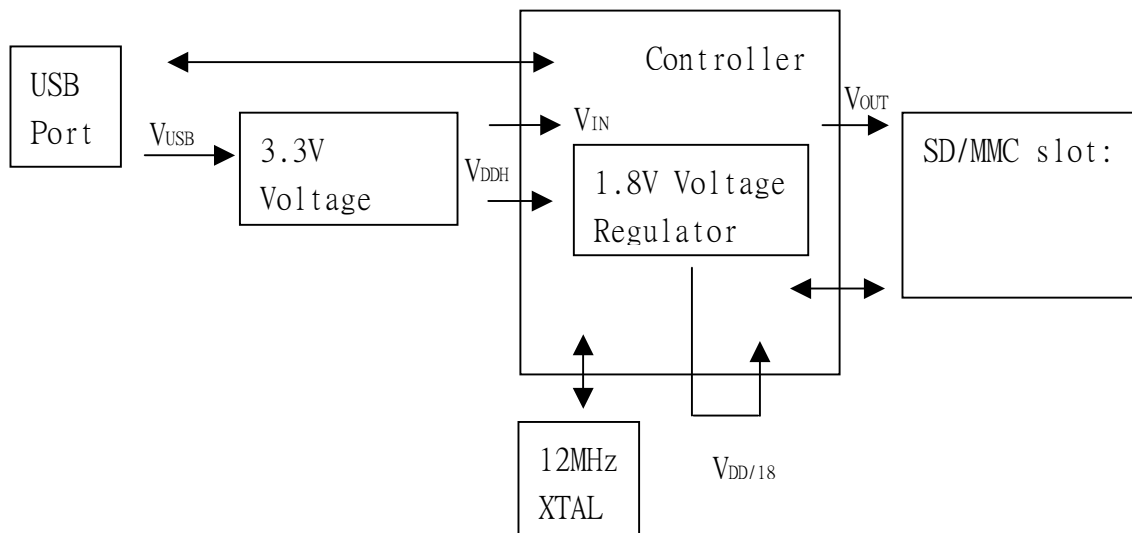 Controller
USB
Port
VUSB
3.3V
Voltage
VIN
VDDH
1.8V Voltage
Regulator
VOUT
SD/MMC slot:
12MHz
XTAL
VDD/18